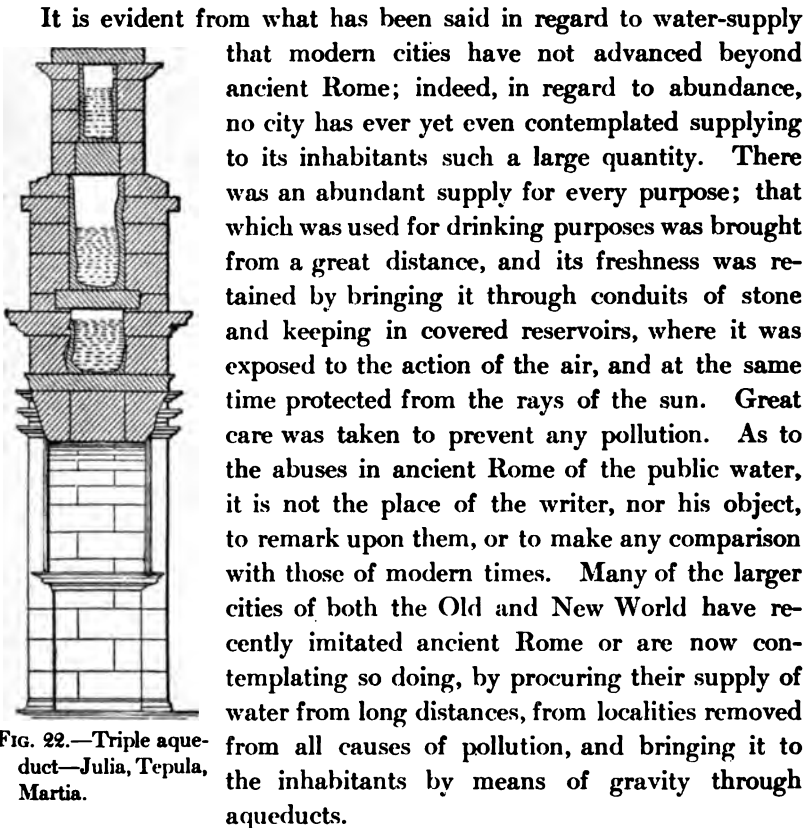 It is evident from what has been said in regard to water-supply
that modern cities have not advanced beyond
ancient Rome; indeed, in regard to abundance,
no city has ever yet even contemplated supplying
to its inhabitants such a large quantity. There
was an abundant supply for every purpose; that
which was used for drinking purposes was brought
from a great distance, and its freshness was re-
tained by bringing it through conduits of stone
and keeping in covered reservoirs, where it was
exposed to the action of the air, and at the same
time protected from the rays of the sun. Great
care was taken to prevent any pollution. As to
the abuses in ancient Rome of the public water,
it is not the place of the writer, nor his object,
to remark upon them, or to make any comparison
with those of modern times. Many of the larger
cities of both the Old and New World have re-
cently imitated ancient Rome or are now con-
templating so doing, by procuring their supply of
water from long distances, from localities removed
from all causes of pollution, and bringing it to
the inhabitants by means of gravity through
aqueducts.
FIG. 22.—Triple aque-
duct—Julia, Tepula,
Martia.